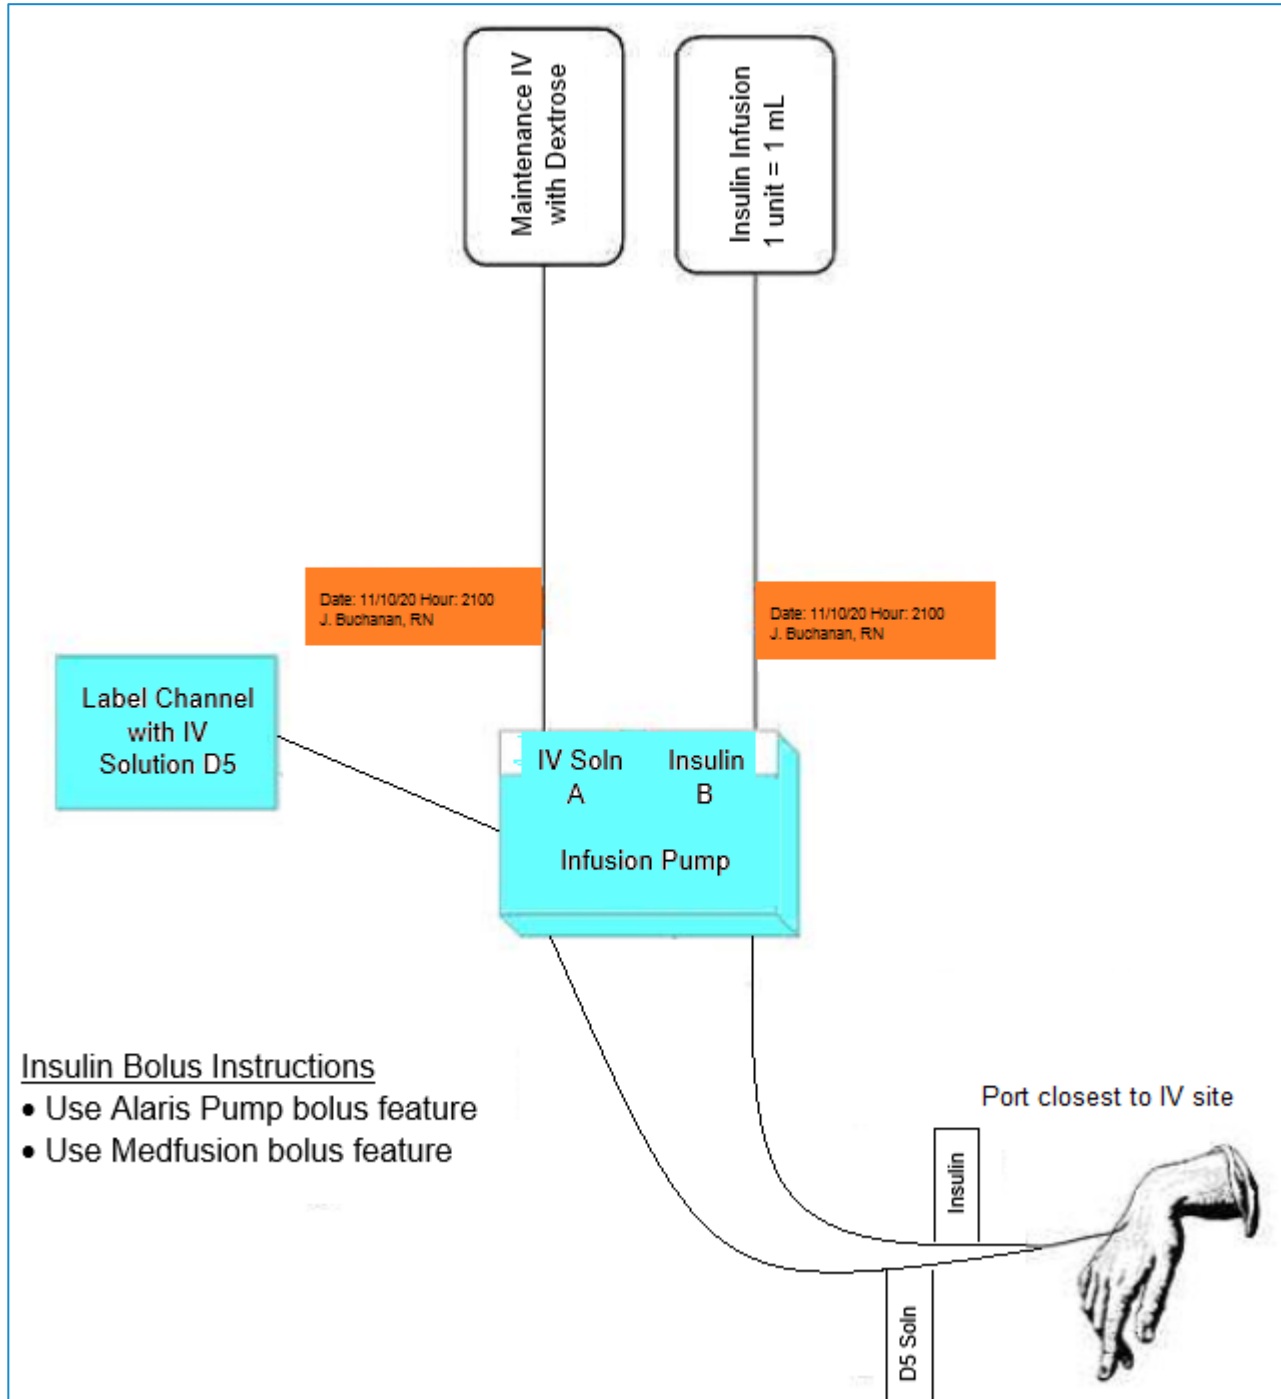 Maintenance IV
with Dextrose
Insulin Infusion
1 unit = 1 mL
Date: 11/10/20 Hour: 2100
J. Buchanan, RN
Date: 11/10/20 Hour: 2100
J. Buchanan, RN
Label Channel
with IV
Solution D5
IV Soln
A
Insulin
B
Infusion Pump
Insulin Bolus Instructions
• Use Alaris Pump bolus feature
• Use Medfusion bolus feature
Port closest to IV site
Insulin
D5 Soln